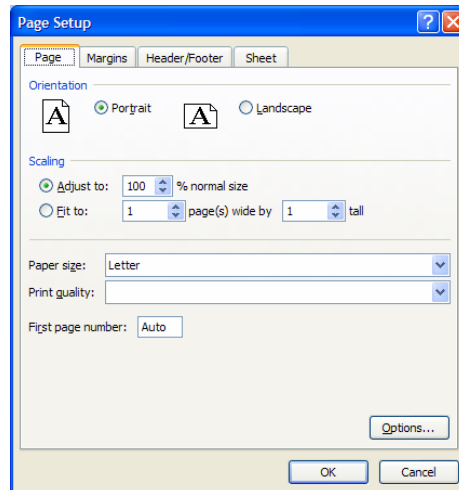 Page Setup
Page Margins Header/Footer Sheet
Orientation
A Portrait A Landscape
Scaling
Adjust to: 100 % normal size
Fit to: 1 page(s) wide by 1 tall
Paper size: Letter
Print quality:
First page number: Auto
Options...
OK Cancel